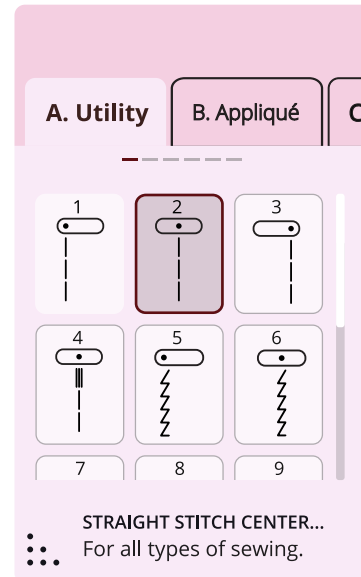 A. Utility
B. Appliqué
C
1
2
3
4
5
6
7
8
9
STRAIGHT STITCH CENTER...
For all types of sewing.